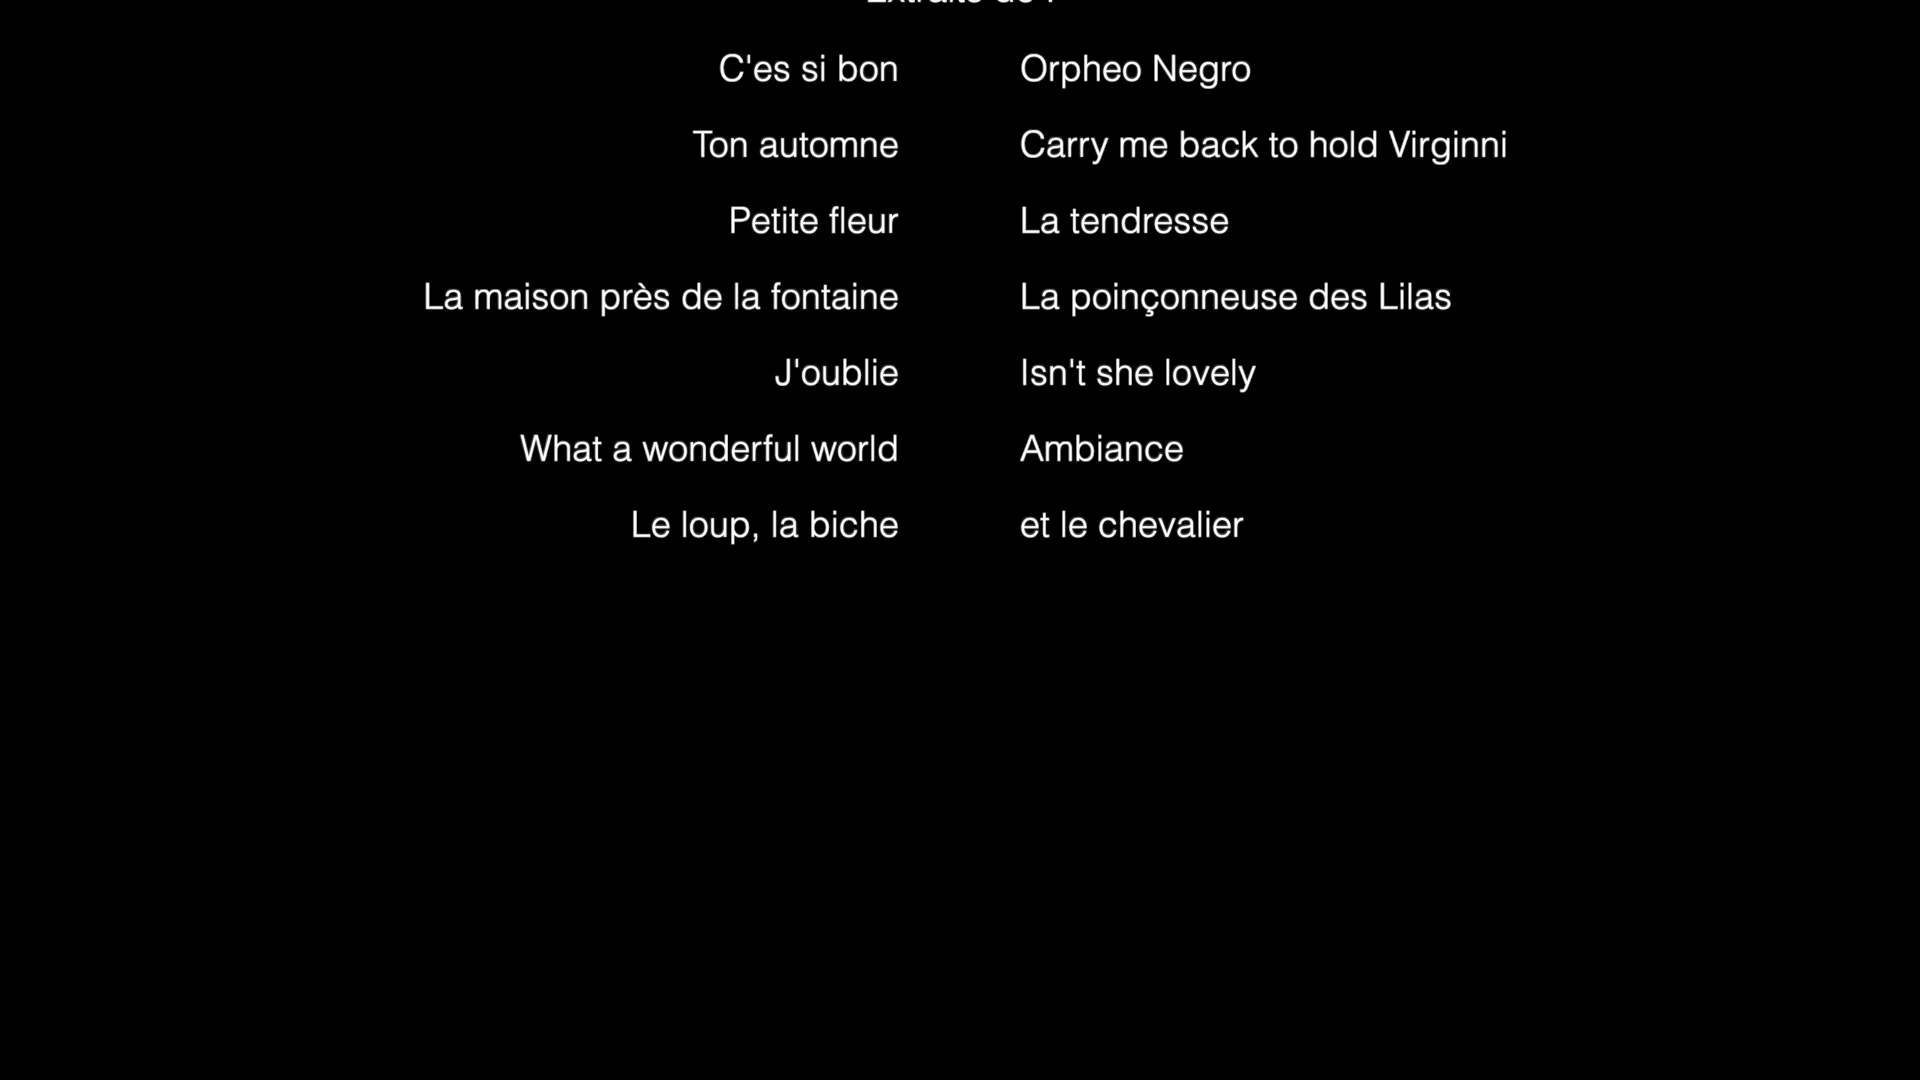 Extraits de :
C'es si bon Orpheo Negro
Ton automne Carry me back to hold Virginni
Petite fleur La tendresse
La maison près de la fontaine La poinçonneuse des Lilas
J'oublie Isn't she lovely
What a wonderful world Ambiance
Le loup, la biche et le chevalier